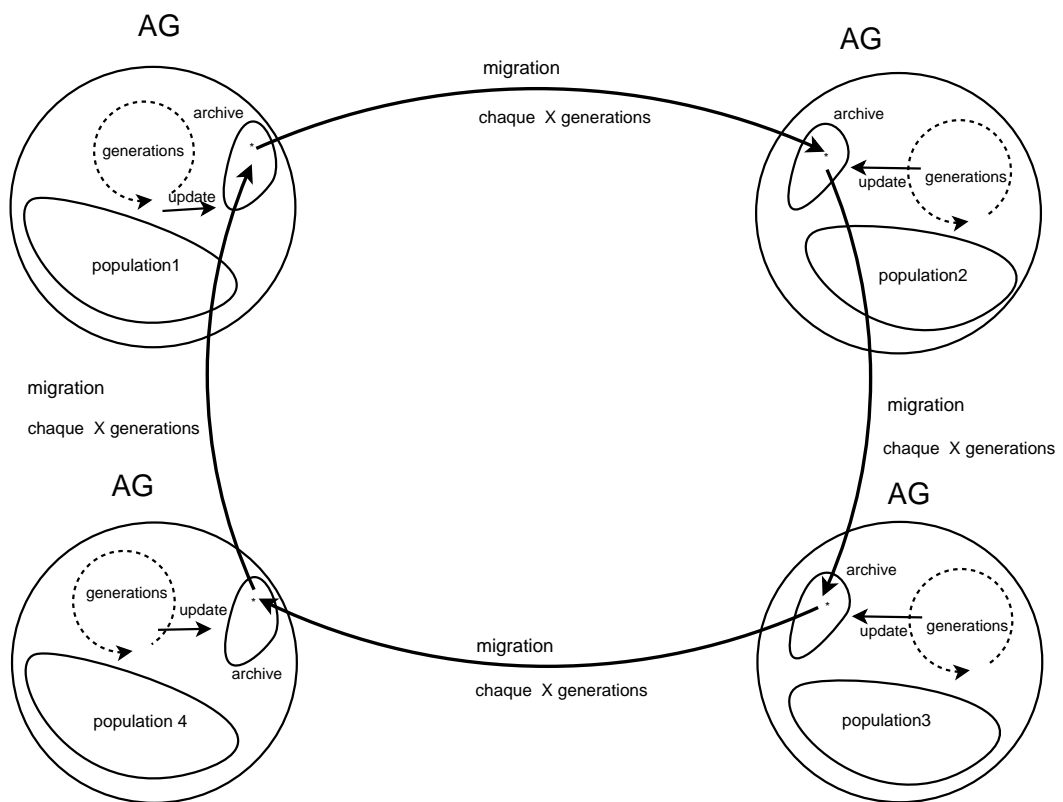 AG
archive
generations
update
population1
migration
chaque X generations
AG
archive
update
generations
population2
migration
chaque X generations
migration
chaque X generations
AG
generations
update
archive
population 4
migration
chaque X generations
AG
archive
update
generations
population3